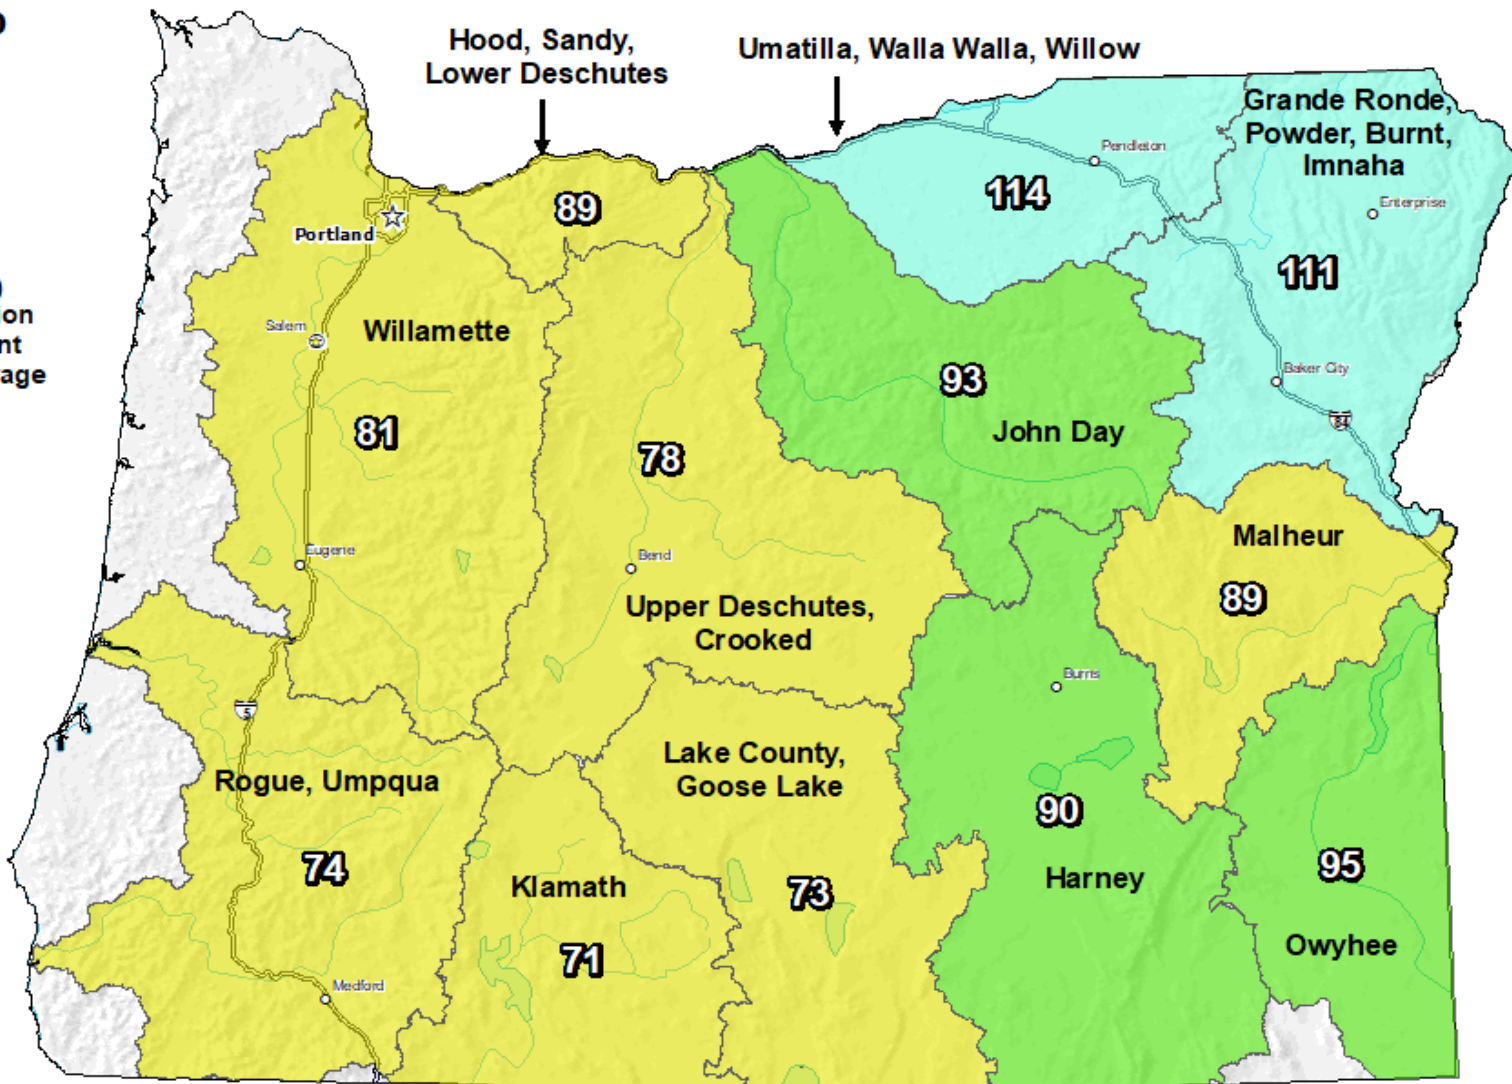 Hood, Sandy,
Lower Deschutes
Umatilla, Walla Walla, Willow
Grande Ronde,
Powder, Burnt,
Imnaha
Pendleton
114
Enterprise
89
Portland
111
Salem
Willamette
93
Baker City
84
81
John Day
78
Malheur
Eugene
Bend
89
Upper Deschutes,
Crooked
Burns
5
Lake County,
Goose Lake
Rogue, Umpqua
90
74
Klamath
73
Harney
95
71
Owyhee
Medford